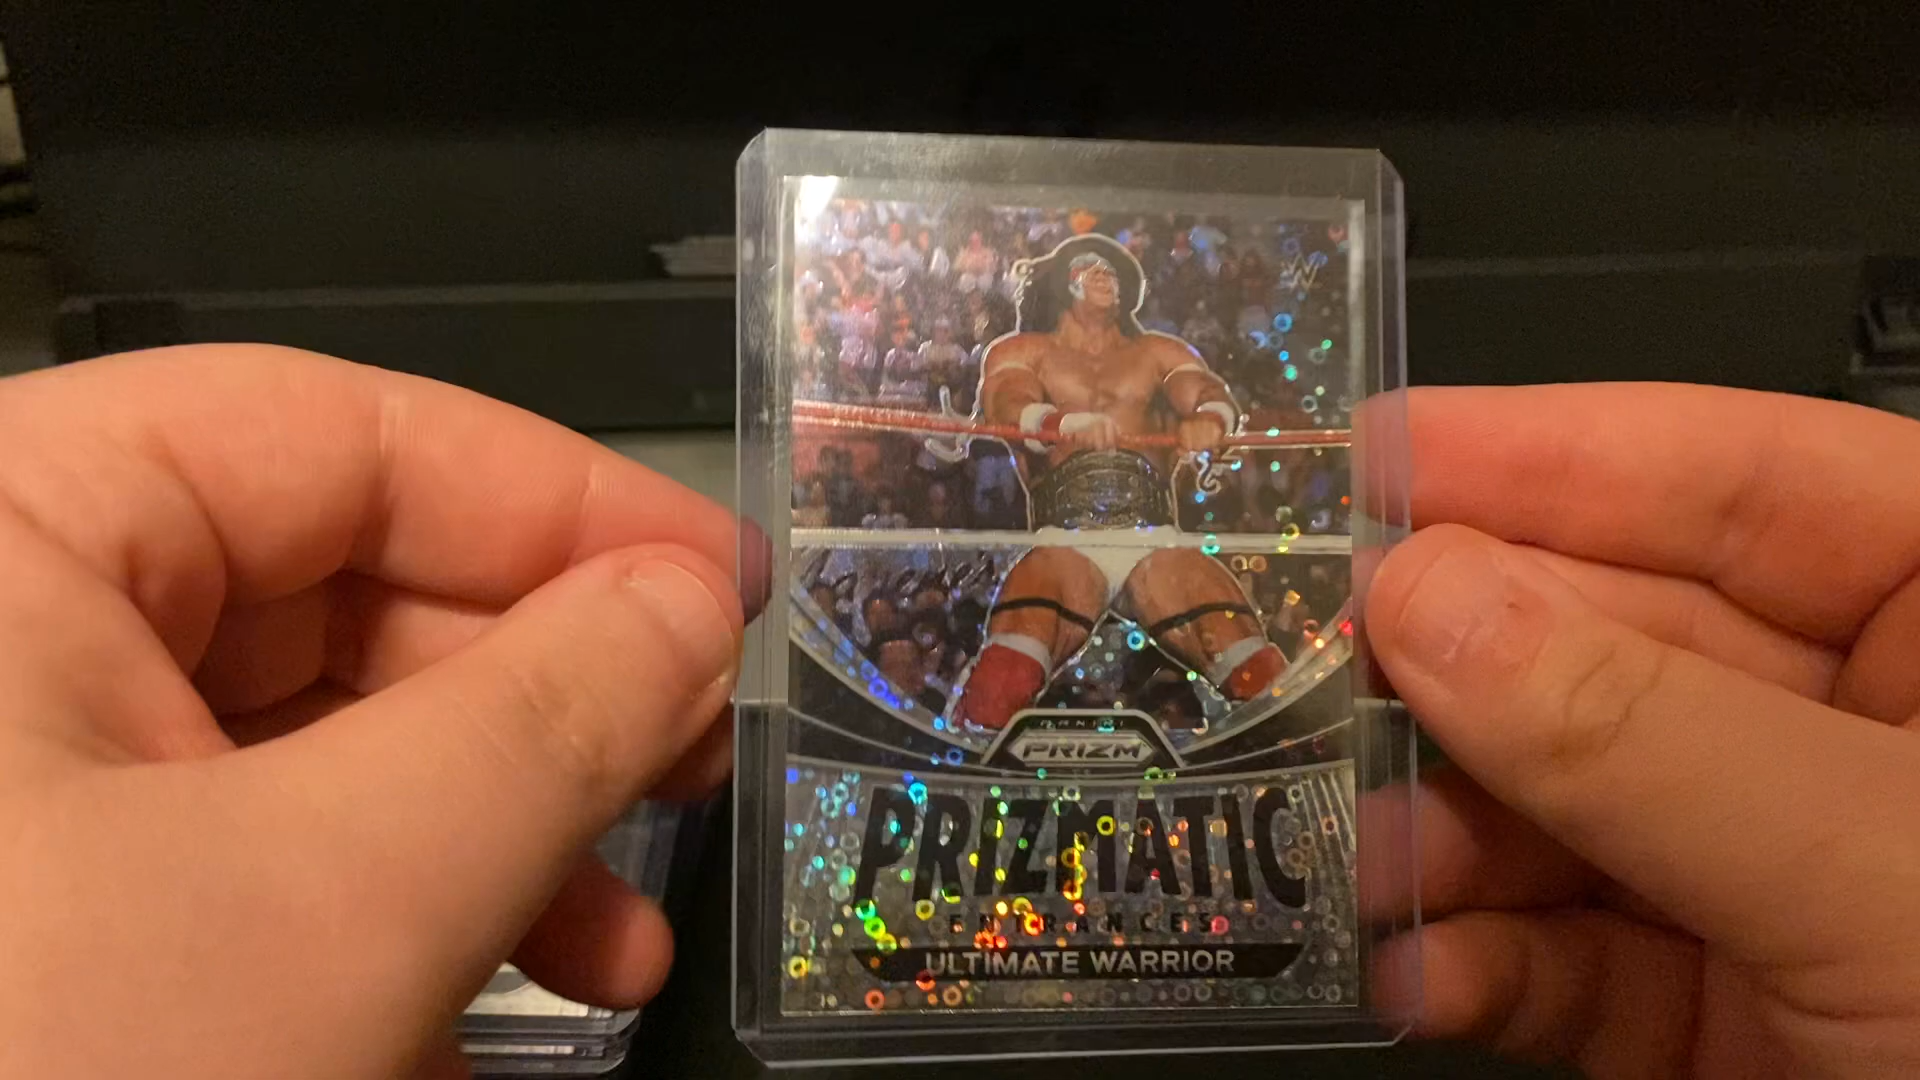 W
PANINI
PRIZM
PRIZMATIC
ENTRANCES
ULTIMATE WARRIOR